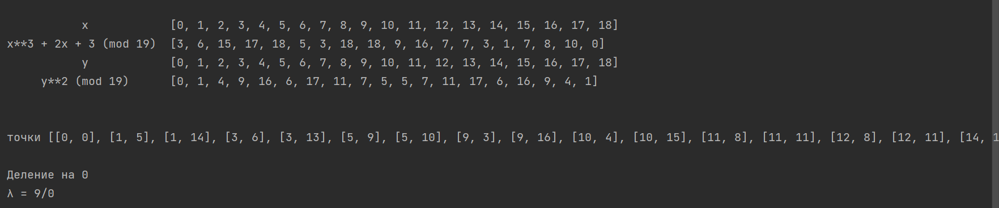 x [0, 1, 2, 3, 4, 5, 6, 7, 8, 9, 10, 11, 12, 13, 14, 15, 16, 17, 18]
x**3 + 2x + 3 (mod 19) [3, 6, 15, 17, 18, 5, 3, 18, 18, 9, 16, 7, 7, 3, 1, 7, 8, 10, 0]
y [0, 1, 2, 3, 4, 5, 6, 7, 8, 9, 10, 11, 12, 13, 14, 15, 16, 17, 18]
y**2 (mod 19) [0, 1, 4, 9, 16, 6, 17, 11, 7, 5, 5, 7, 11, 17, 6, 16, 9, 4, 1]
точки [[0, 0], [1, 5], [1, 14], [3, 6], [3, 13], [5, 9], [5, 10], [9, 3], [9, 16], [10, 4], [10, 15], [11, 8], [11, 11], [12, 8], [12, 11], [14, 1
Деление на 0
λ = 9/0